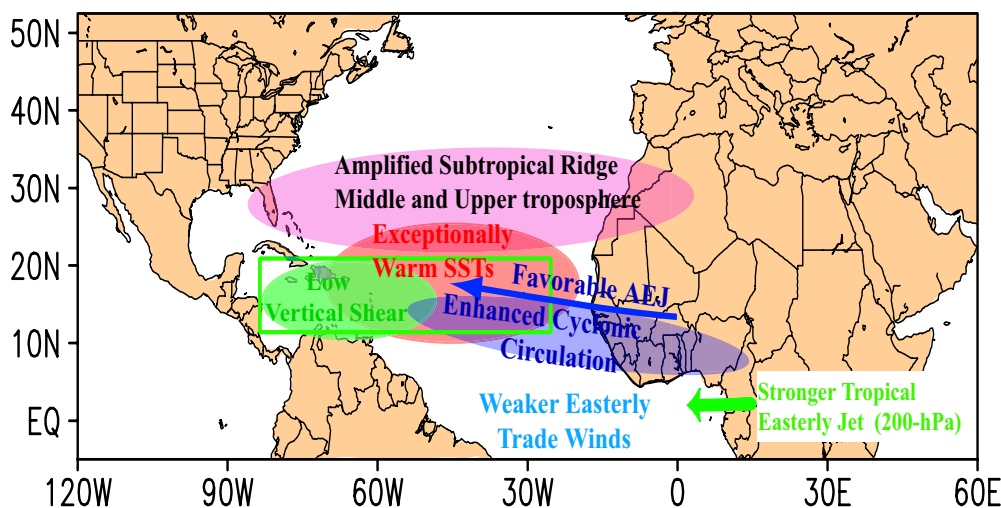 50N
40N
30N
20N
10N
EQ
Amplified Subtropical Ridge
Middle and Upper troposphere
Exceptionally
Warm SSTs
Low
Vertical Shear
Favorable AEJ
Enhanced Cyclonic
Circulation
Weaker Easterly
Trade Winds
Stronger Tropical
Easterly Jet (200-hPa)
120W 90W 60W 30W 0 30E 60E